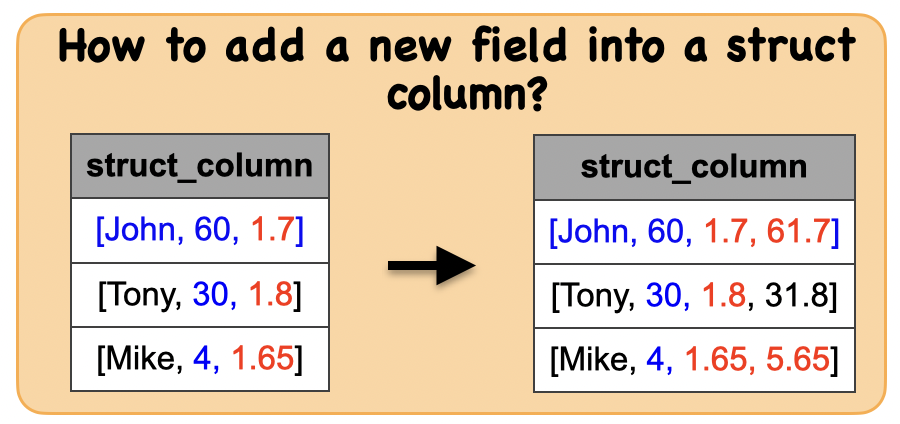 How to add a new field into a struct
column?
struct_column
[John, 60, 1.7]
[Tony, 30, 1.8]
[Mike, 4, 1.65]
struct_column
[John, 60, 1.7, 61.7]
[Tony, 30, 1.8, 31.8]
[Mike, 4, 1.65, 5.65]